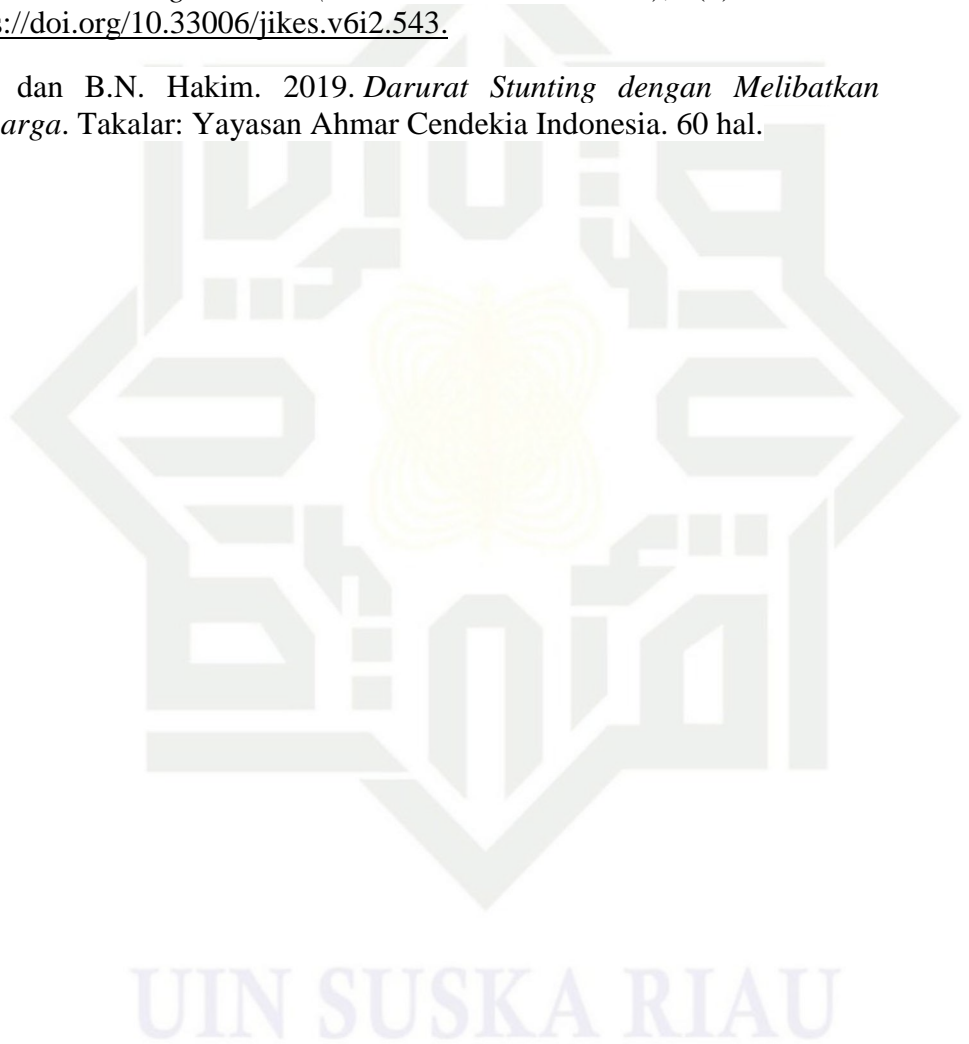 s://doi.org/10.33006/jikes.v6i2.543.
dan B.N. Hakim. 2019. Darurat Stunting dengan Melibatkan
arga. Takalar: Yayasan Ahmar Cendekia Indonesia. 60 hal.
UIN SUSKA RIAU